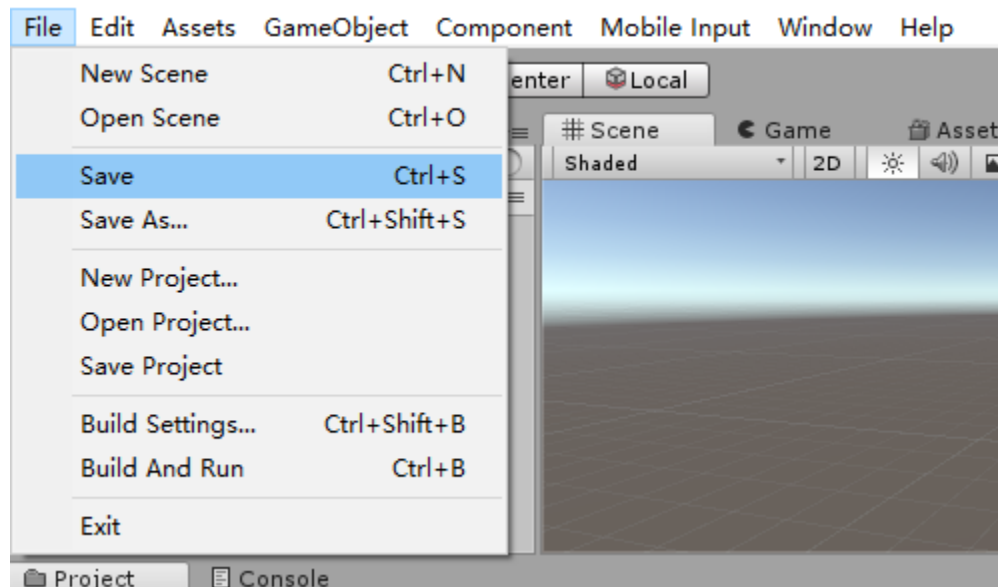 File Edit Assets GameObject Component Mobile Input Window Help
New Scene Ctrl+N
enter Local
Open Scene Ctrl+O
Scene Game Asset
Save Ctrl+S
Shaded 2D
Save As... Ctrl+Shift+S
New Project...
Open Project...
Save Project
Build Settings... Ctrl+Shift+B
Build And Run Ctrl+B
Exit
Project Console